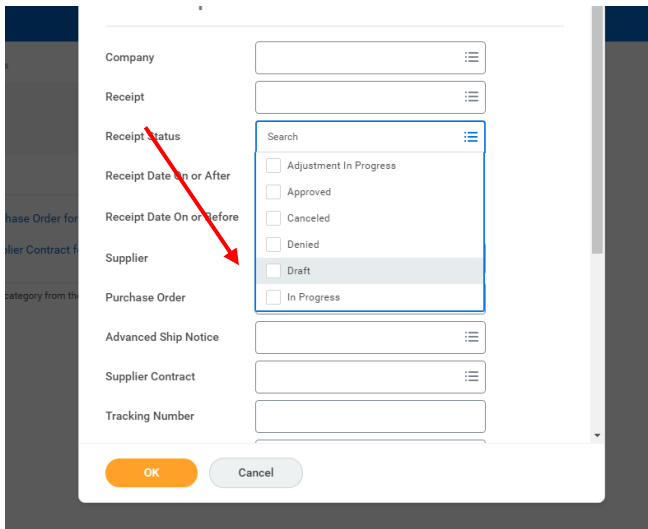 Company
Receipt
Receipt Status
Search
Adjustment In Progress
Receipt Date On or After
Approved
Canceled
Receipt Date On or Before
hase Order for
Denied
plier Contract f
Supplier
Draft
category from th
Purchase Order
In Progress
Advanced Ship Notice
Supplier Contract
Tracking Number
OK
Cancel